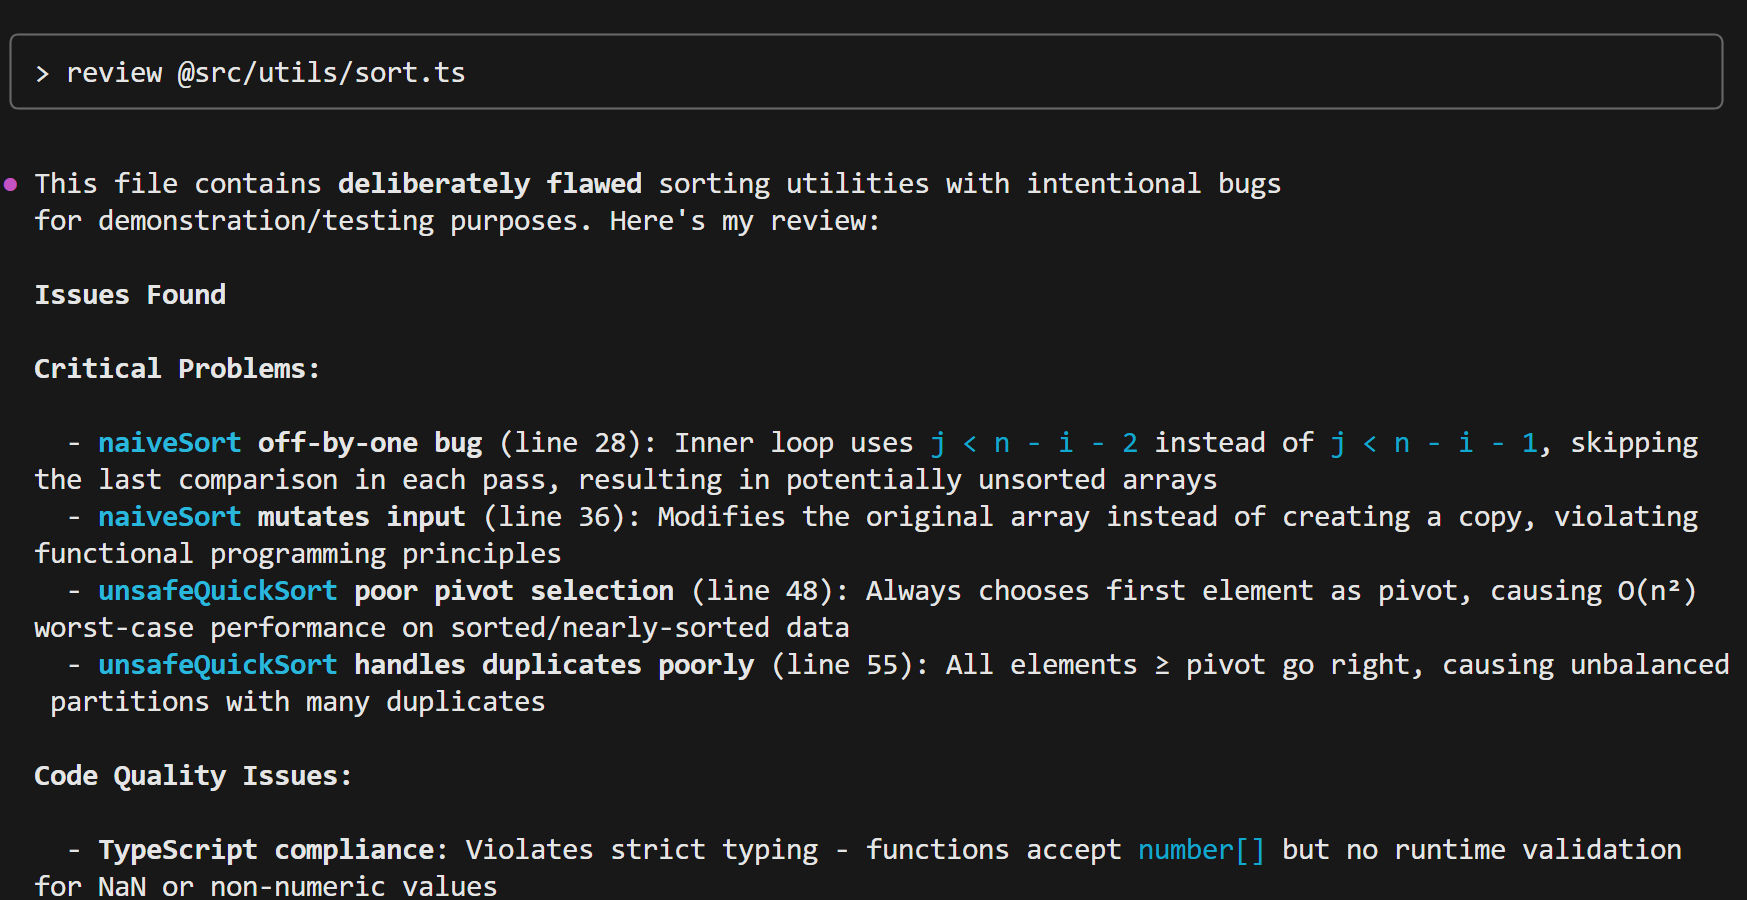 > review @src/utils/sort.ts
● This file contains deliberately flawed sorting utilities with intentional bugs
for demonstration/testing purposes. Here's my review:
Issues Found
Critical Problems:
- naiveSort off-by-one bug (line 28): Inner loop uses j < n - i - 2 instead of j < n - i - 1, skipping
the last comparison in each pass, resulting in potentially unsorted arrays
- naiveSort mutates input (line 36): Modifies the original array instead of creating a copy, violating
functional programming principles
- unsafeQuickSort poor pivot selection (line 48): Always chooses first element as pivot, causing O(n²)
worst-case performance on sorted/nearly-sorted data
- unsafeQuickSort handles duplicates poorly (line 55): All elements ≥ pivot go right, causing unbalanced
partitions with many duplicates
Code Quality Issues:
- TypeScript compliance: Violates strict typing - functions accept number[] but no runtime validation
for NaN or non-numeric values